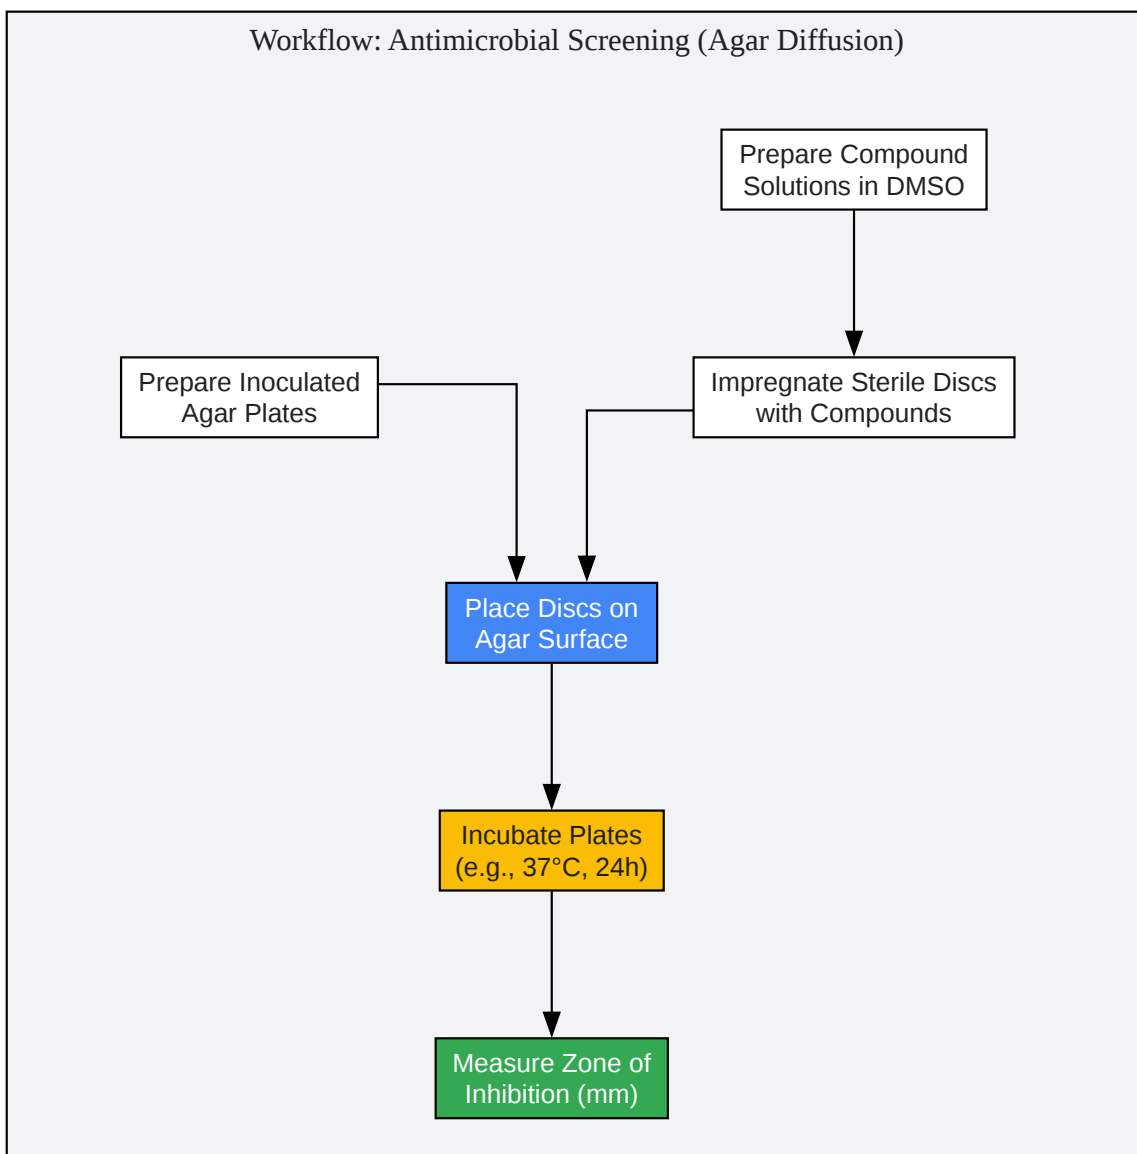 Workflow: Antimicrobial Screening (Agar Diffusion)
Prepare Compound
Solutions in DMSO
Prepare Inoculated
Agar Plates
Impregnate Sterile Discs
with Compounds
Place Discs on
Agar Surface
Incubate Plates
(e.g., 37°C, 24h)
Measure Zone of
Inhibition (mm)